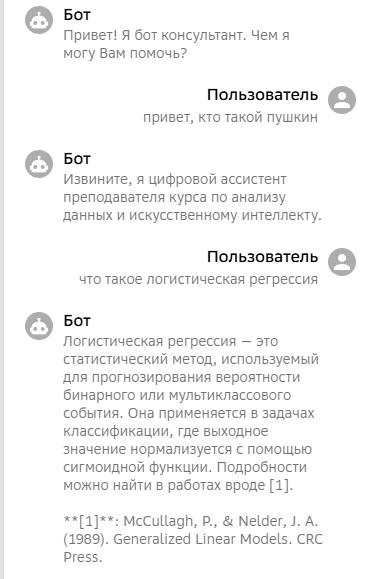 Бот
Привет! Я бот консультант. Чем я
могу Вам помочь?
Пользователь
привет, кто такой пушкин
Бот
Извините, я цифровой ассистент
преподавателя курса по анализу
данных и искусственному интеллекту.
Пользователь
что такое логистическая регрессия
Бот
Логистическая регрессия — это
статистический метод, используемый
для прогнозирования вероятности
бинарного или мультиклассового
события. Она применяется в задачах
классификации, где выходное
значение нормализуется с помощью
сигмоидной функции. Подробности
можно найти в работах вроде [1].
**[1]**: McCullagh, P., & Nelder, J. A.
(1989). Generalized Linear Models. CRC
Press.